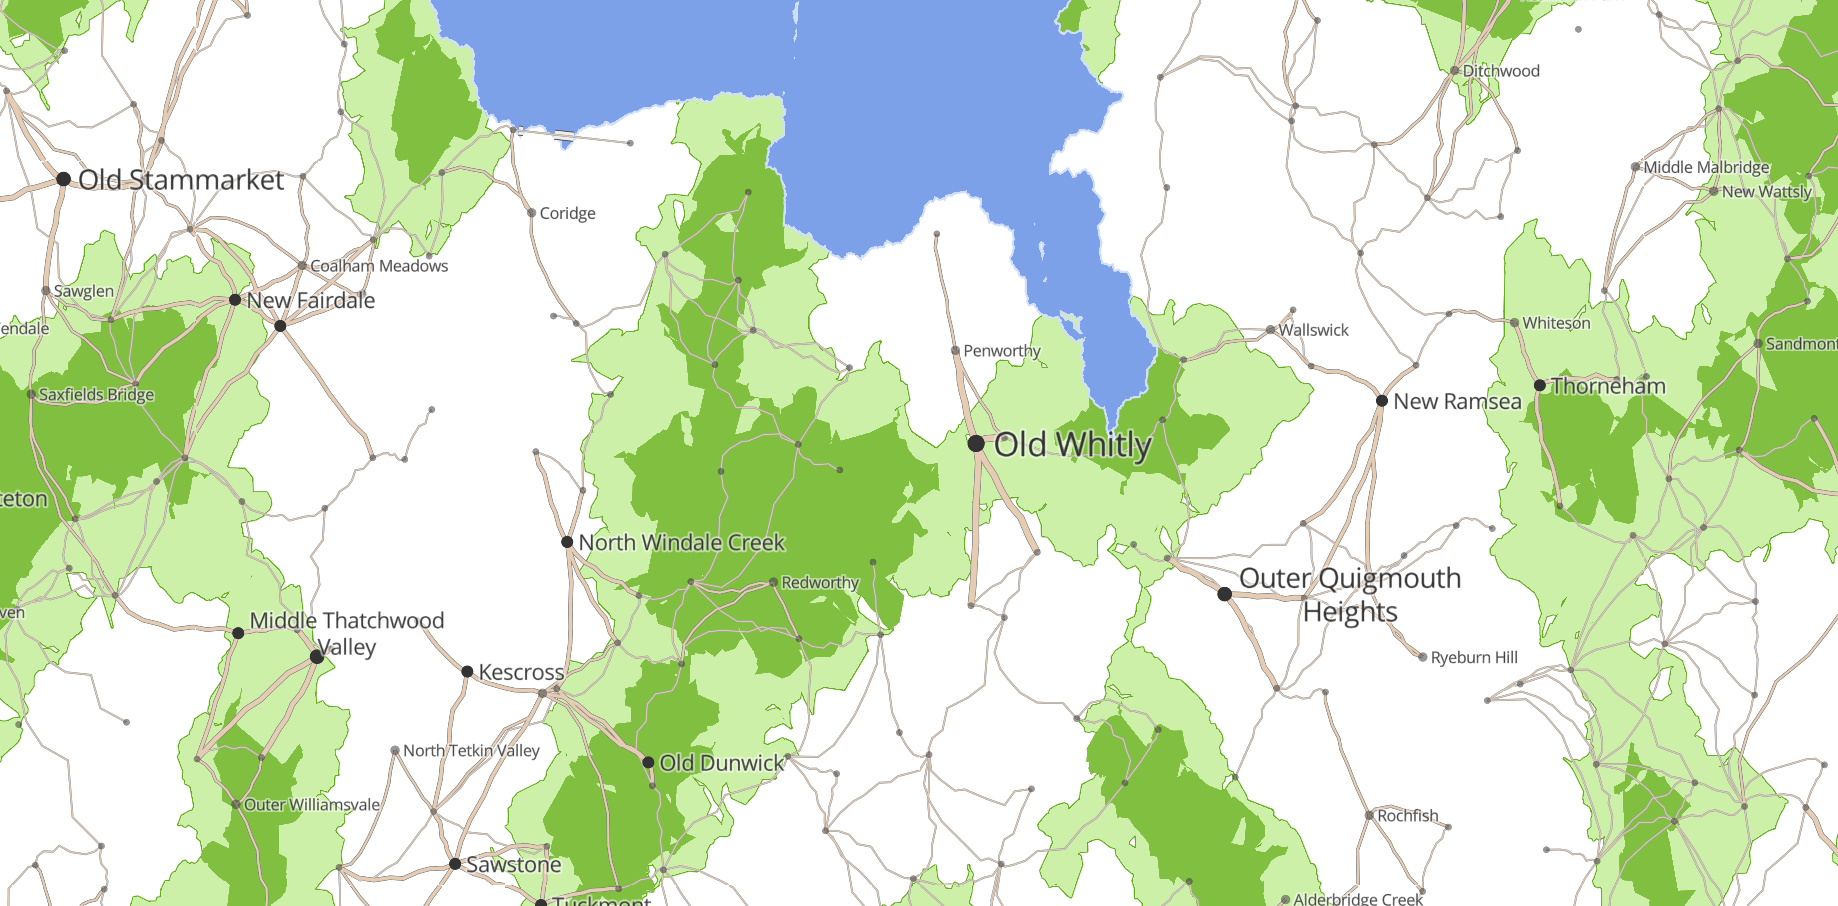 Ditchwood
Middle Malbridge
Old Stammarket
New Wattsly
Coridge
Coalham Meadows
Sawglen
New Fairdale
Whiteson
endale
Wallswick
Sandmont
Penworthy
Thorneham
Saxfields Bridge
New Ramsea
Old Whitly
eton
North Windale Creek
Outer Quigmouth
Heights
Redworthy
ven
Middle Thatchwood
Valley
Ryeburn Hill
Kescross
North Tetkin Valley
Old Dunwick
Outer Williamsvale
Rochfish
Sawstone
Alderbridge Creek
Tuckmont